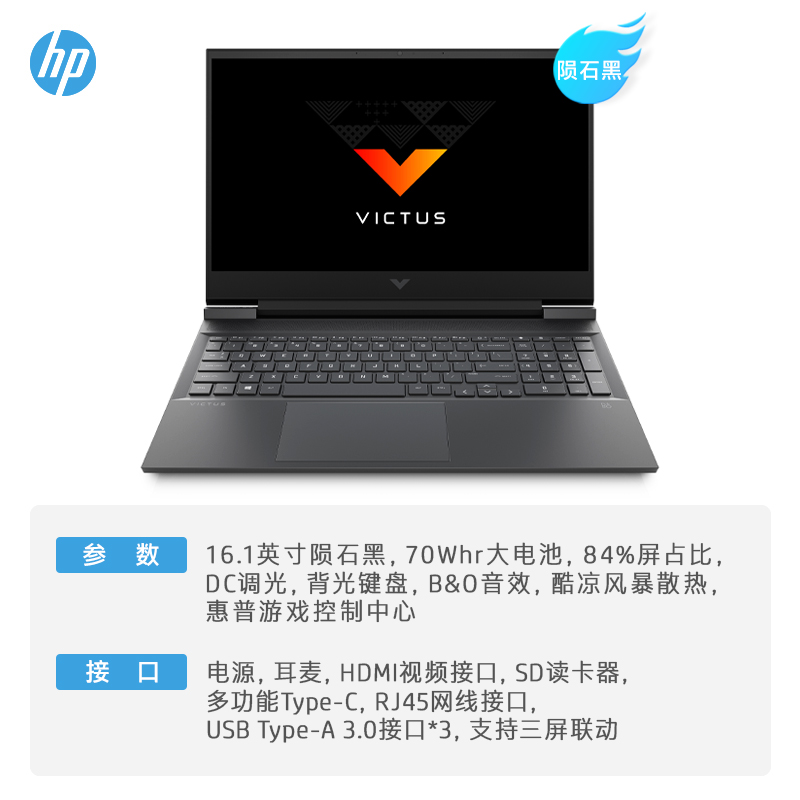 hp
陨石黑
VICTUS
VICTUS
参 数
16.1英寸陨石黑, 70Whr大电池, 84%屏占比,
DC调光, 背光键盘, B&O音效, 酷凉风暴散热,
惠普游戏控制中心
接 口
电源, 耳麦, HDMI视频接口, SD读卡器,
多功能Type-C, RJ45网线接口,
USB Type-A 3.0接口*3, 支持三屏联动